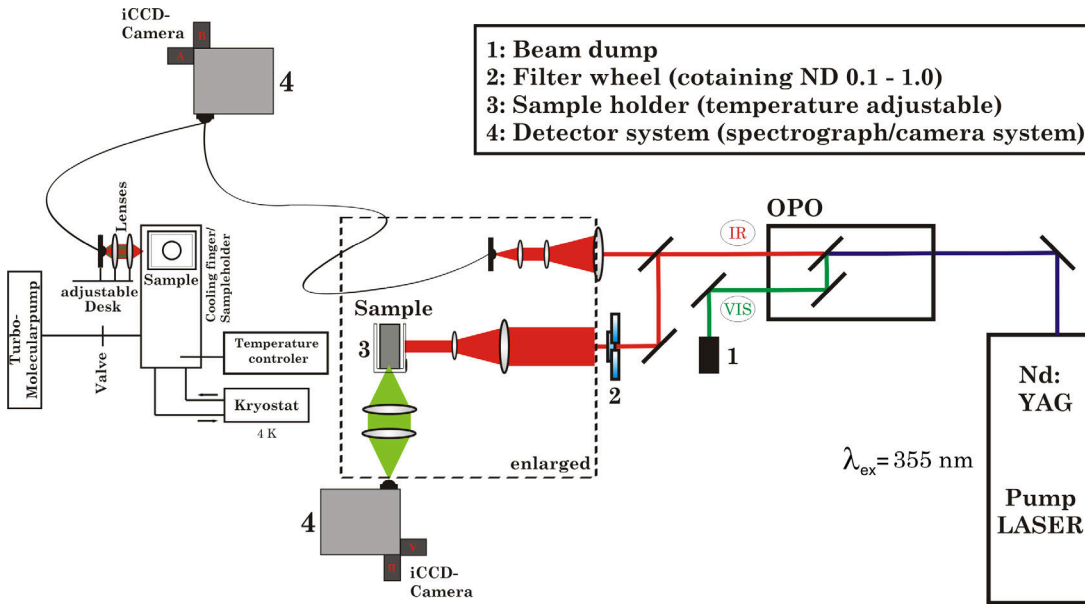 iCCD-
Camera
B
A
4
1: Beam dump
2: Filter wheel (cotaining ND 0.1 - 1.0)
3: Sample holder (temperature adjustable)
4: Detector system (spectrograph/camera system)
Lenses
Sample
Cooling finger/
Sampleholder
adjustable
Desk
Turbo-
Molecularpump
Valve
Temperature
controler
Kryostat
4 K
OPO
IR
VIS
1
Sample
3
2
enlarged
4
iCCD-
Camera
Nd:
YAG
λex= 355 nm
Pump
LASER